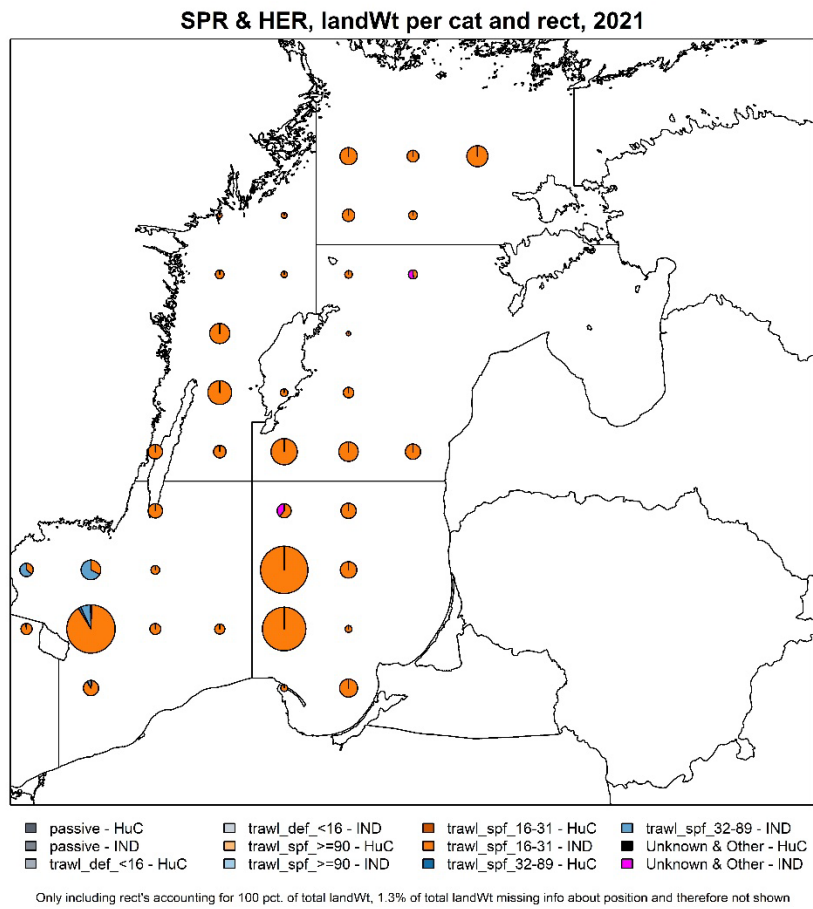 SPR & HER, landWt per cat and rect, 2021
passive - HuC
passive - IND
trawl_def_<16 - HuC
trawl_def_<16 - IND
trawl_spf_>=90 - HuC
trawl_spf_>=90 - IND
trawl_spf_16-31 - HuC
trawl_spf_16-31 - IND
trawl_spf_32-89 - HuC
trawl_spf_32-89 - IND
Unknown & Other - HuC
Unknown & Other - IND
Only including rect's accounting for 100 pct. of total landWt, 1.3% of total landWt missing info about position and therefore not shown